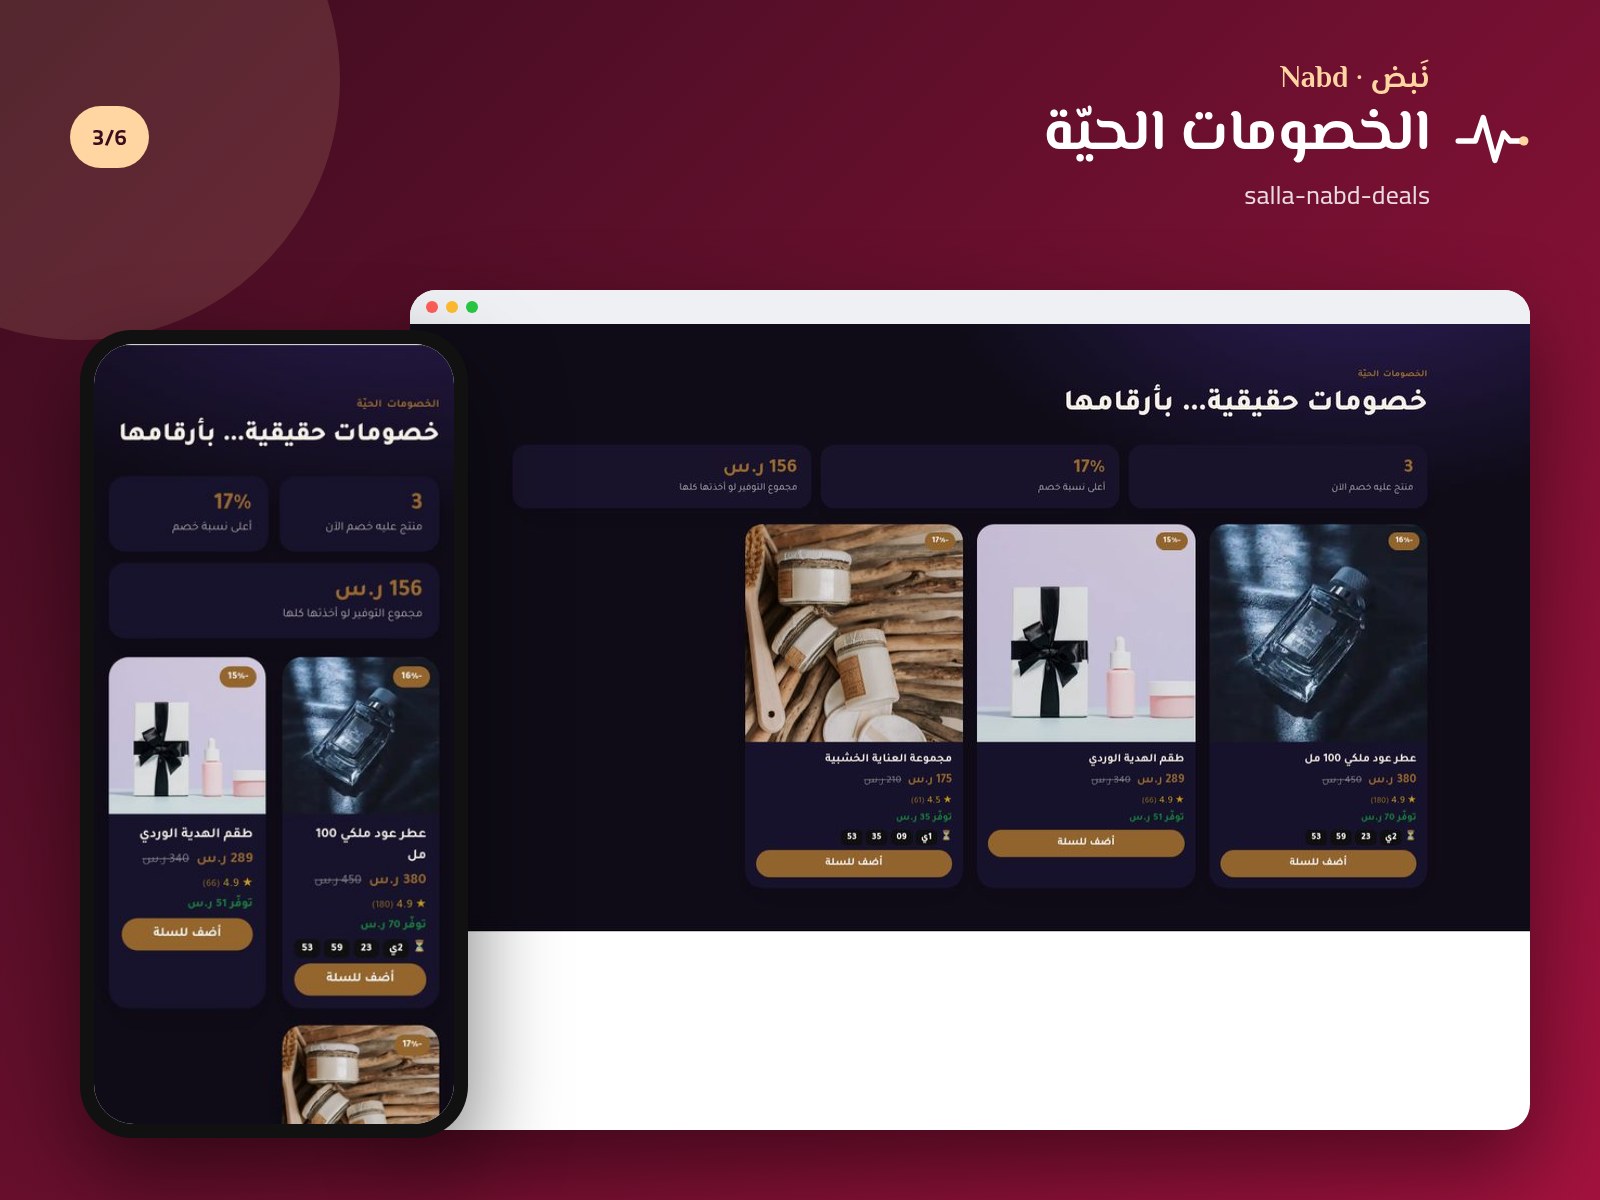 نَبض · Nabd
الخصومات الحيّة
salla-nabd-deals
3/6
الخصومات الحيّة
خصومات حقيقية... بأرقامها
3
منتج عليه خصم الآن
17%
أعلى نسبة خصم
156 ر.س
مجموع التوفير لو أخذتها كلها
-16%
عطر عود ملكي 100 مل
380 ر.س 450 ر.س
★ 4.9 (180)
توفّر 70 ر.س
⏳ 2ي 23 59 53
أضف للسلة
-15%
طقم الهدية الوردي
289 ر.س 340 ر.س
★ 4.9 (66)
توفّر 51 ر.س
أضف للسلة
-17%
مجموعة العناية الخشبية
175 ر.س 210 ر.س
★ 4.5 (61)
توفّر 35 ر.س
⏳ 1ي 09 35 53
أضف للسلة
الخصومات الحيّة
خصومات حقيقية... بأرقامها
3
منتج عليه خصم الآن
17%
أعلى نسبة خصم
156 ر.س
مجموع التوفير لو أخذتها كلها
-16%
عطر عود ملكي 100
مل
380 ر.س 450 ر.س
★ 4.9 (180)
توفّر 70 ر.س
⏳ 2ي 23 59 53
أضف للسلة
-15%
طقم الهدية الوردي
289 ر.س 340 ر.س
★ 4.9 (66)
توفّر 51 ر.س
أضف للسلة
-17%